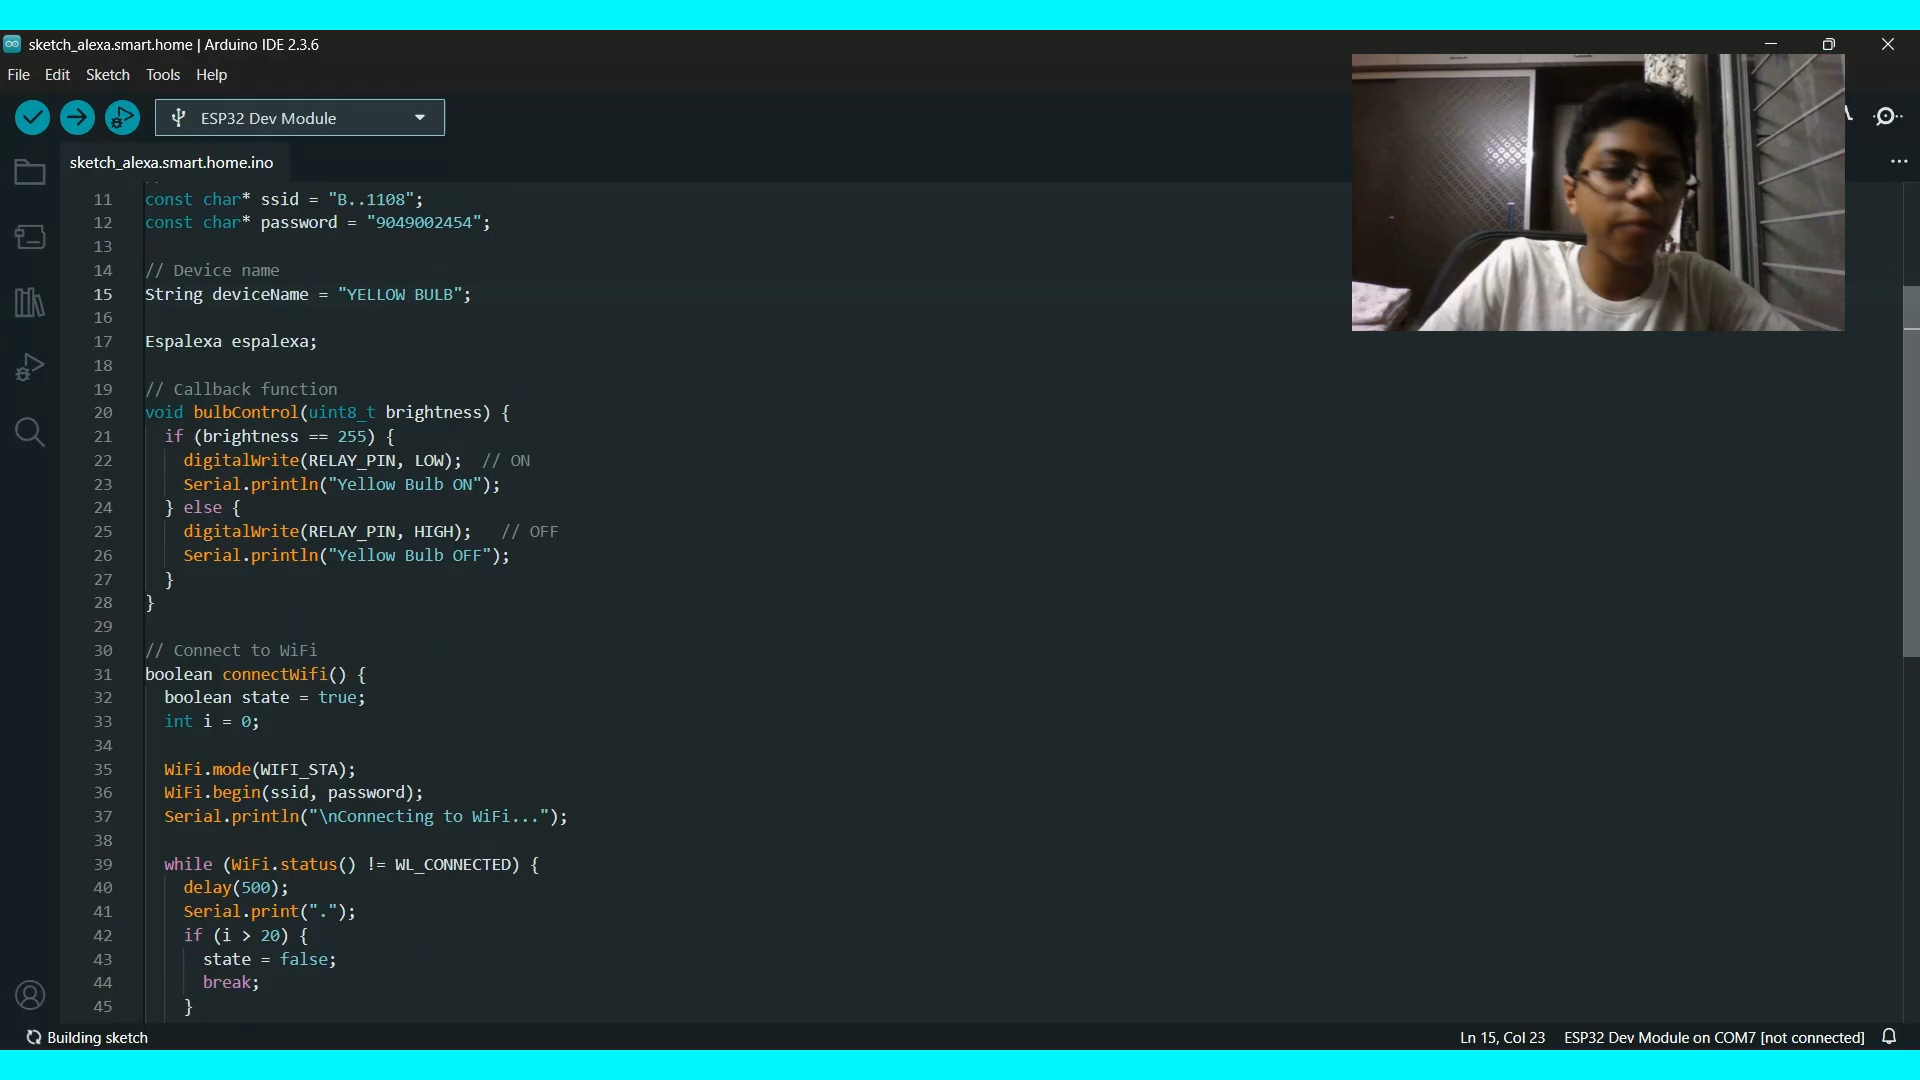 sketch_alexa.smart.home | Arduino IDE 2.3.6
File Edit Sketch Tools Help
ESP32 Dev Module
sketch_alexa.smart.home.ino
11 const char* ssid = "B..1108";
12 const char* password = "9049002454";
13
14 // Device name
15 String deviceName = "YELLOW BULB";
16
17 Espalexa espalexa;
18
19 // Callback function
20 void bulbControl(uint8_t brightness) {
21 if (brightness == 255) {
22 digitalWrite(RELAY_PIN, LOW); // ON
23 Serial.println("Yellow Bulb ON");
24 } else {
25 digitalWrite(RELAY_PIN, HIGH); // OFF
26 Serial.println("Yellow Bulb OFF");
27 }
28 }
29
30 // Connect to WiFi
31 boolean connectWifi() {
32 boolean state = true;
33 int i = 0;
34
35 WiFi.mode(WIFI_STA);
36 WiFi.begin(ssid, password);
37 Serial.println("\nConnecting to WiFi...");
38
39 while (WiFi.status() != WL_CONNECTED) {
40 delay(500);
41 Serial.print(".");
42 if (i > 20) {
43 state = false;
44 break;
45 }
Building sketch
Ln 15, Col 23 ESP32 Dev Module on COM7 [not connected]